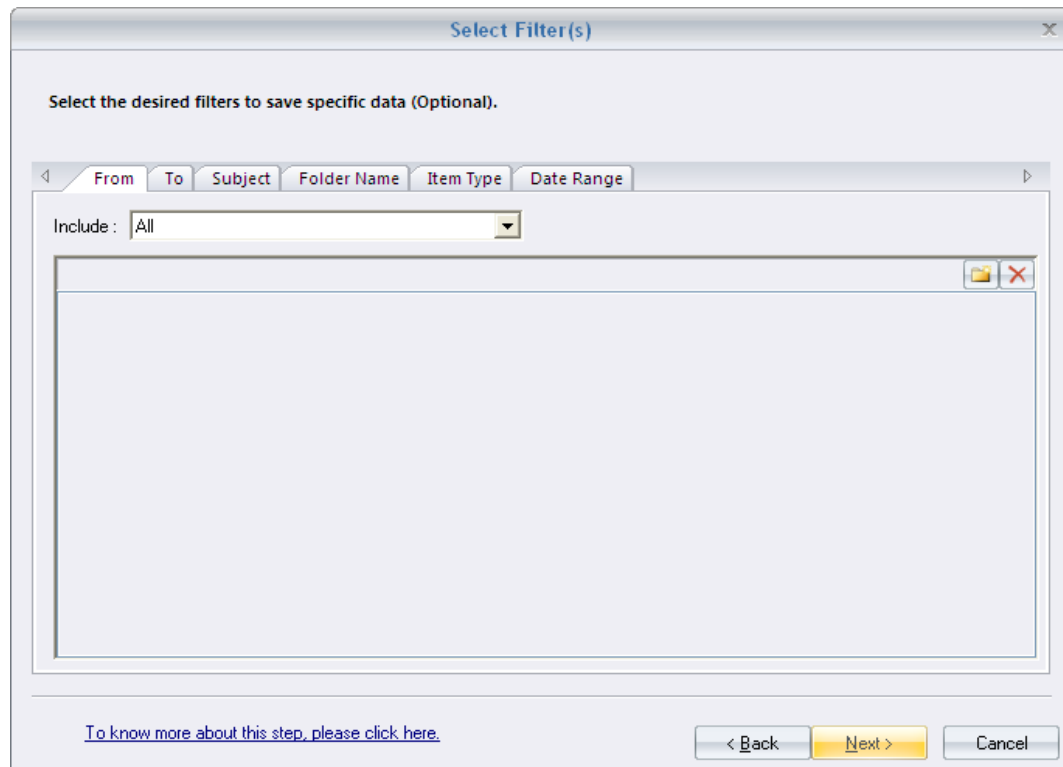 Select Filter(s)
Select the desired filters to save specific data (Optional).
From To Subject Folder Name Item Type Date Range
Include : All
To know more about this step, please click here.
< Back Next > Cancel